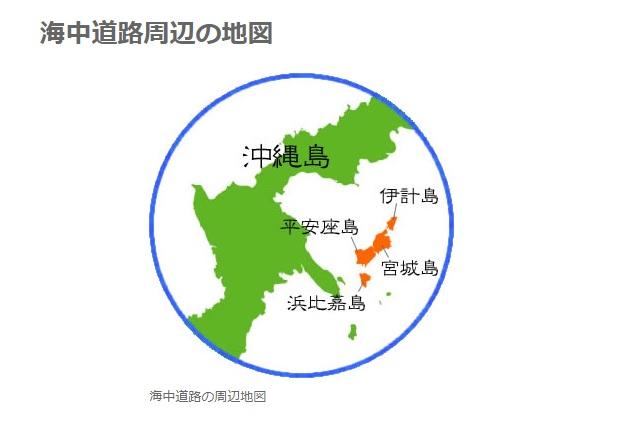 海中道路周辺の地図
沖縄島
伊計島
平安座島
宮城島
浜比嘉島
海中道路の周辺地図